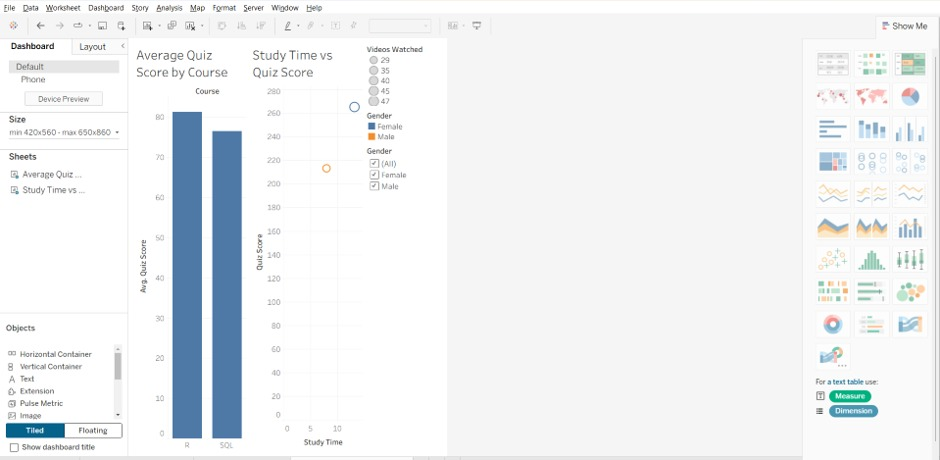 File Data Worksheet Dashboard Story Analysis Map Format Server Window Help
Show Me
Dashboard Layout
Default
Phone
Device Preview
Size
min 420x560 - max 650x860
Sheets
Average Quiz ...
Study Time vs ...
Objects
Horizontal Container
Vertical Container
Text
Extension
Pulse Metric
Image
Tiled Floating
Show dashboard title
Average Quiz
Score by Course
Course
80
70
60
50
40
30
20
10
0
Avg. Quiz Score
R SQL
Study Time vs
Quiz Score
280
260
240
220
200
180
160
140
120
100
80
60
40
20
0
Quiz Score
0 5 10
Study Time
Videos Watched
29
35
40
45
47
Gender
Female
Male
Gender
(All)
Female
Male
For a text table use:
Measure
Dimension